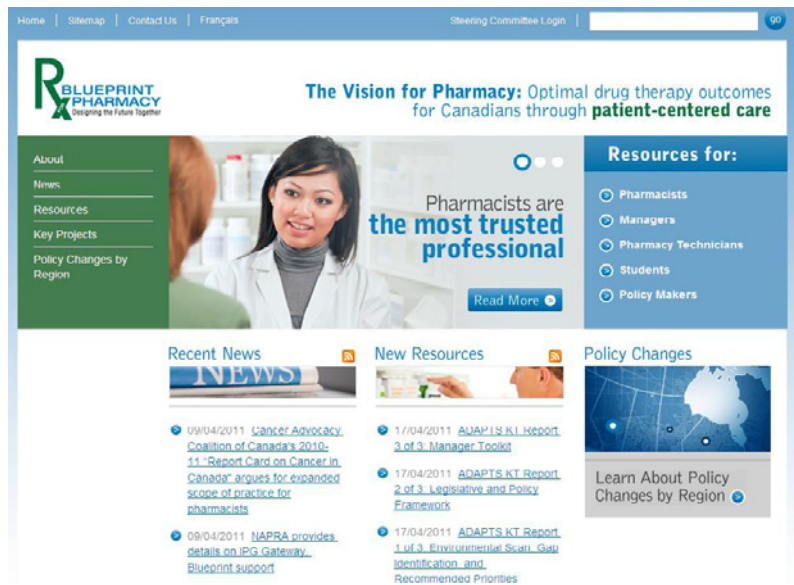 Home | Sitemap | Contact Us | Français
Steering Committee Login |
go
Rx BLUEPRINT
PHARMACY
Designing the Future Together
The Vision for Pharmacy: Optimal drug therapy outcomes
for Canadians through patient-centered care
About
News
Resources
Key Projects
Policy Changes by
Region
Pharmacists are
the most trusted
professional
Read More
Resources for:
Pharmacists
Managers
Pharmacy Technicians
Students
Policy Makers
Recent News
NEWS
09/04/2011 Cancer Advocacy
Coalition of Canada's 2010-
11 "Report Card on Cancer in
Canada" argues for expanded
scope of practice for
pharmacists
09/04/2011 NAPRA provides
details on IPG Gateway,
Blueprint support
New Resources
17/04/2011 ADAPTS KT Report
3 of 3: Manager Toolkit
17/04/2011 ADAPTS KT Report
2 of 3: Legislative and Policy
Framework
17/04/2011 ADAPTS KT Report
1 of 3: Environmental Scan, Gap
Identification, and
Recommended Priorities
Policy Changes
Learn About Policy
Changes by Region